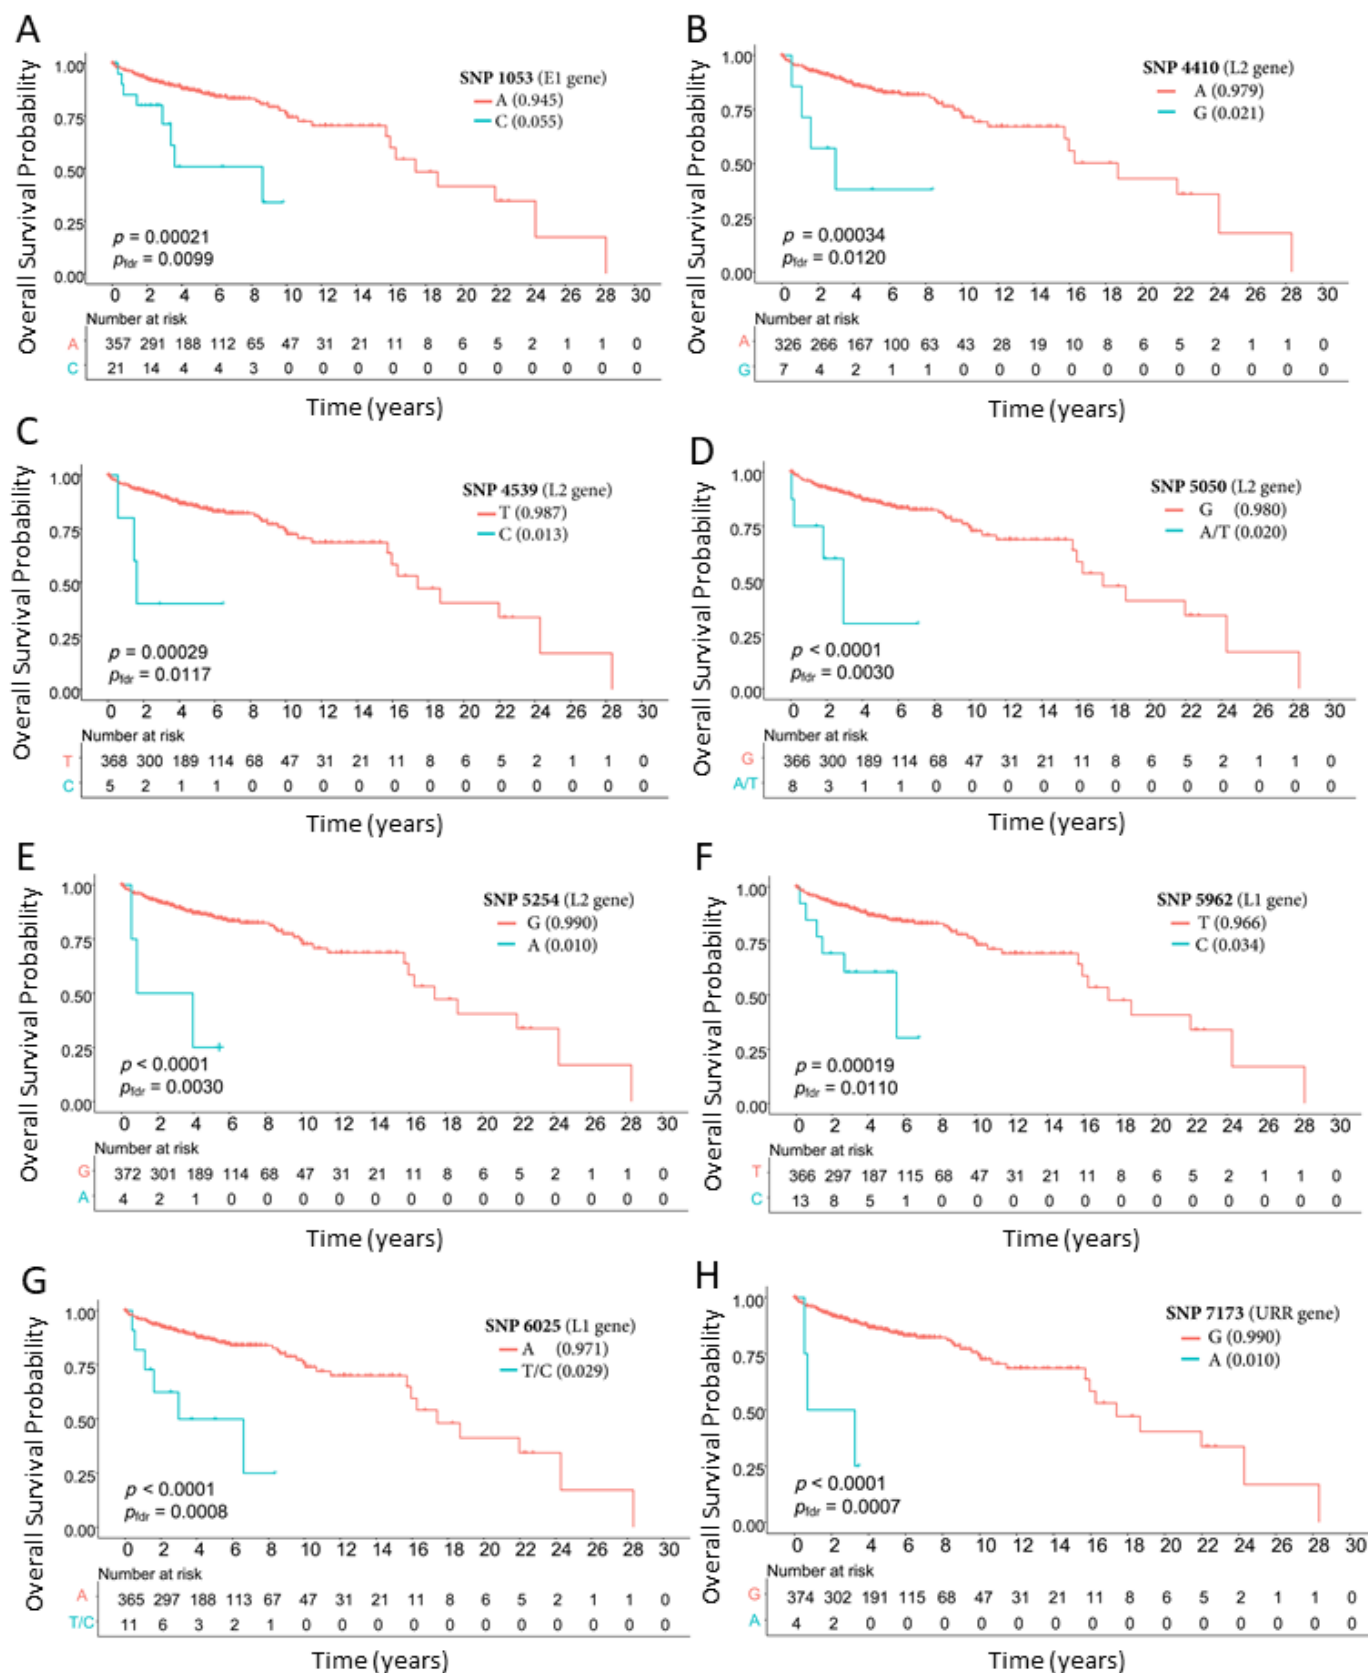 A
Overall Survival Probability
1.00
0.75
0.50
0.25
0.00
SNP 1053 (E1 gene)
A (0.945)
C (0.055)
p = 0.00021
pfdr = 0.0099
0 2 4 6 8 10 12 14 16 18 20 22 24 26 28 30
Number at risk
A 357 291 188 112 65 47 31 21 11 8 6 5 2 1 1 0
C 21 14 4 4 3 0 0 0 0 0 0 0 0 0 0 0
Time (years)
B
Overall Survival Probability
1.00
0.75
0.50
0.25
0.00
SNP 4410 (L2 gene)
A (0.979)
G (0.021)
p = 0.00034
pfdr = 0.0120
0 2 4 6 8 10 12 14 16 18 20 22 24 26 28 30
Number at risk
A 326 266 167 100 63 43 28 19 10 8 6 5 2 1 1 0
G 7 4 2 1 1 0 0 0 0 0 0 0 0 0 0 0
Time (years)
C
Overall Survival Probability
1.00
0.75
0.50
0.25
0.00
SNP 4539 (L2 gene)
T (0.987)
C (0.013)
p = 0.00029
pfdr = 0.0117
0 2 4 6 8 10 12 14 16 18 20 22 24 26 28 30
Number at risk
T 368 300 189 114 68 47 31 21 11 8 6 5 2 1 1 0
C 5 2 1 1 0 0 0 0 0 0 0 0 0 0 0 0
Time (years)
D
Overall Survival Probability
1.00
0.75
0.50
0.25
0.00
SNP 5050 (L2 gene)
G (0.980)
A/T (0.020)
p < 0.0001
pfdr = 0.0030
0 2 4 6 8 10 12 14 16 18 20 22 24 26 28 30
Number at risk
G 366 300 189 114 68 47 31 21 11 8 6 5 2 1 1 0
A/T 8 3 1 1 0 0 0 0 0 0 0 0 0 0 0 0
Time (years)
E
Overall Survival Probability
1.00
0.75
0.50
0.25
0.00
SNP 5254 (L2 gene)
G (0.990)
A (0.010)
p < 0.0001
pfdr = 0.0030
0 2 4 6 8 10 12 14 16 18 20 22 24 26 28 30
Number at risk
G 372 301 189 114 68 47 31 21 11 8 6 5 2 1 1 0
A 4 2 1 0 0 0 0 0 0 0 0 0 0 0 0 0
Time (years)
F
Overall Survival Probability
1.00
0.75
0.50
0.25
0.00
SNP 5962 (L1 gene)
T (0.966)
C (0.034)
p = 0.00019
pfdr = 0.0110
0 2 4 6 8 10 12 14 16 18 20 22 24 26 28 30
Number at risk
T 366 297 187 115 68 47 31 21 11 8 6 5 2 1 1 0
C 13 8 5 1 0 0 0 0 0 0 0 0 0 0 0 0
Time (years)
G
Overall Survival Probability
1.00
0.75
0.50
0.25
0.00
SNP 6025 (L1 gene)
A (0.971)
T/C (0.029)
p < 0.0001
pfdr = 0.0008
0 2 4 6 8 10 12 14 16 18 20 22 24 26 28 30
Number at risk
A 365 297 188 113 67 47 31 21 11 8 6 5 2 1 1 0
T/C 11 6 3 2 1 0 0 0 0 0 0 0 0 0 0 0
Time (years)
H
Overall Survival Probability
1.00
0.75
0.50
0.25
0.00
SNP 7173 (URR gene)
G (0.990)
A (0.010)
p < 0.0001
pfdr = 0.0007
0 2 4 6 8 10 12 14 16 18 20 22 24 26 28 30
Number at risk
G 374 302 191 115 68 47 31 21 11 8 6 5 2 1 1 0
A 4 2 0 0 0 0 0 0 0 0 0 0 0 0 0 0
Time (years)